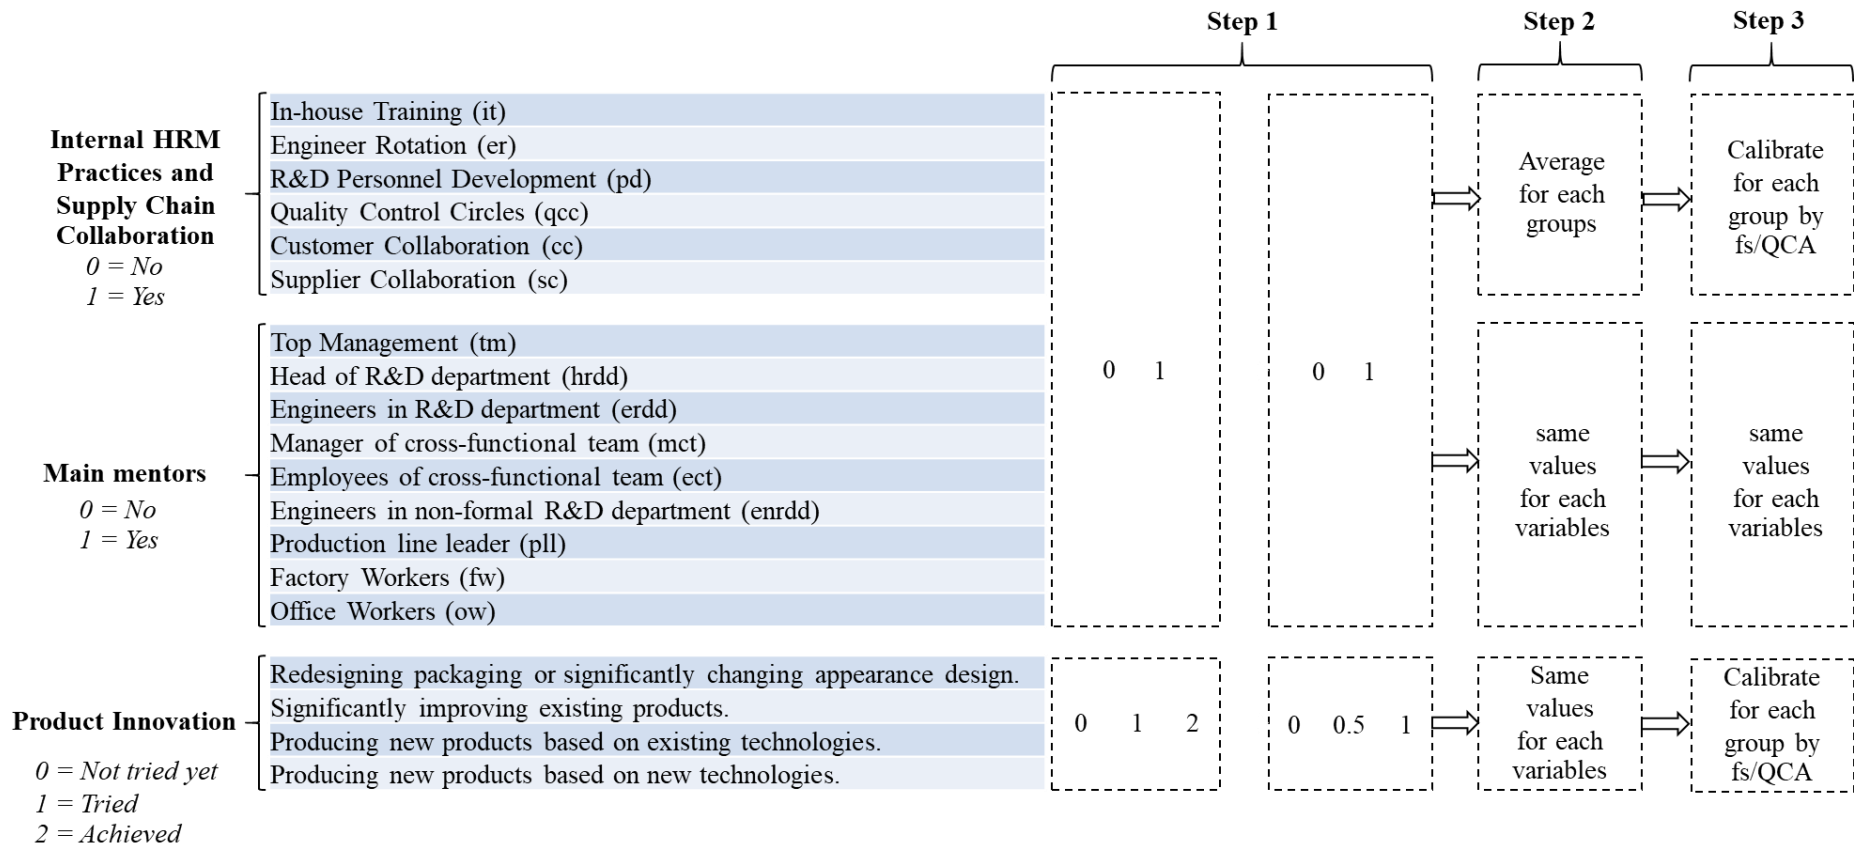 Step 1
Step 2
Step 3
Internal HRM
Practices and
Supply Chain
Collaboration
0 = No
1 = Yes
In-house Training (it)
Engineer Rotation (er)
R&D Personnel Development (pd)
Quality Control Circles (qcc)
Customer Collaboration (cc)
Supplier Collaboration (sc)
Average
for each
groups
Calibrate
for each
group by
fs/QCA
Main mentors
0 = No
1 = Yes
Top Management (tm)
Head of R&D department (hrdd)
Engineers in R&D department (erdd)
Manager of cross-functional team (mct)
Employees of cross-functional team (ect)
Engineers in non-formal R&D department (enrdd)
Production line leader (pll)
Factory Workers (fw)
Office Workers (ow)
0 1
0 1
same
values
for each
variables
same
values
for each
variables
Product Innovation
0 = Not tried yet
1 = Tried
2 = Achieved
Redesigning packaging or significantly changing appearance design.
Significantly improving existing products.
Producing new products based on existing technologies.
Producing new products based on new technologies.
0 1 2
0 0.5 1
Same
values
for each
variables
Calibrate
for each
group by
fs/QCA